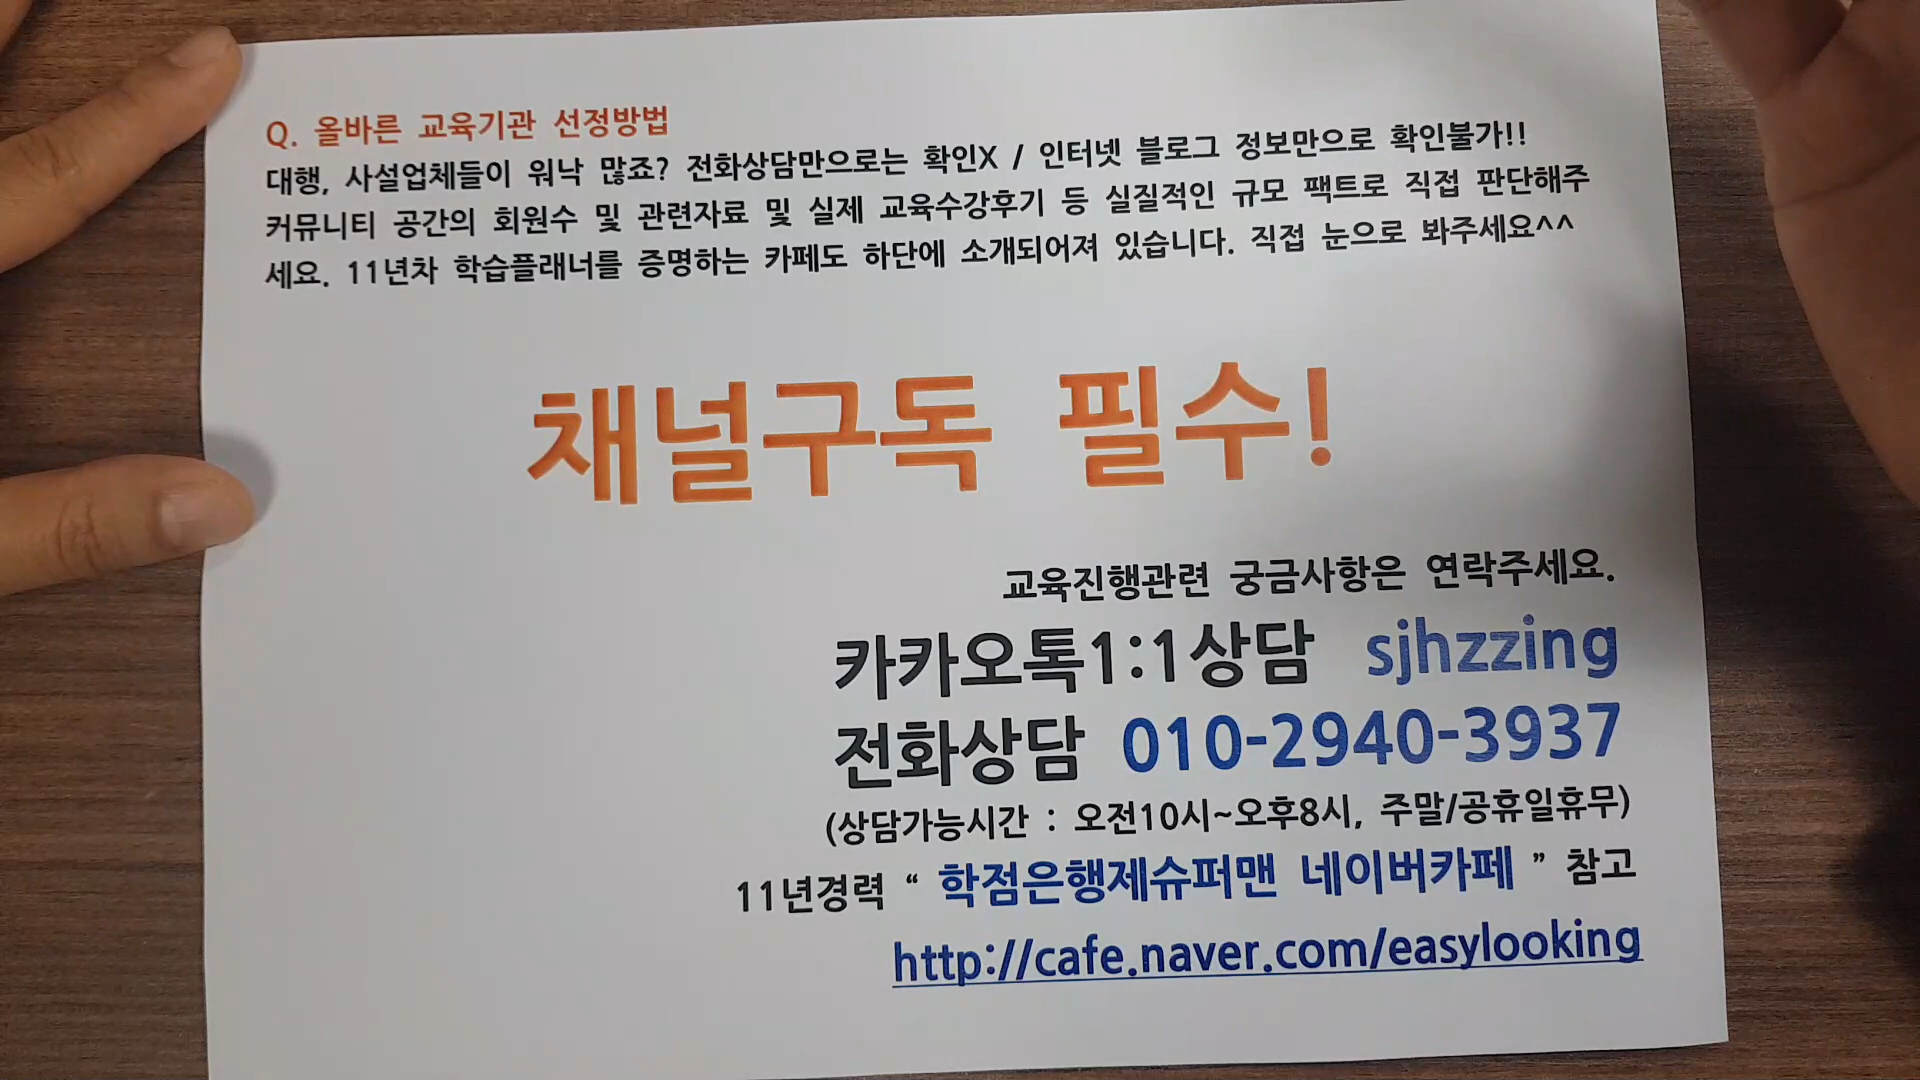 Q. 올바른 교육기관 선정방법
대행, 사설업체들이 워낙 많죠? 전화상담만으로는 확인X / 인터넷 블로그 정보만으로 확인불가!!
커뮤니티 공간의 회원수 및 관련자료 및 실제 교육수강후기 등 실질적인 규모 팩트로 직접 판단해주
세요. 11년차 학습플래너를 증명하는 카페도 하단에 소개되어져 있습니다. 직접 눈으로 봐주세요^^
채널구독 필수!
교육진행관련 궁금사항은 연락주세요.
카카오톡1:1상담 sjhzzing
전화상담 010-2940-3937
(상담가능시간 : 오전10시~오후8시, 주말/공휴일휴무)
11년경력 “ 학점은행제슈퍼맨 네이버카페 ” 참고
http://cafe.naver.com/easylooking